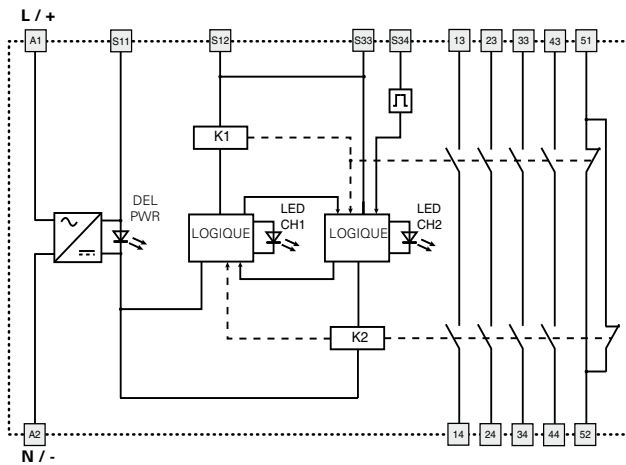 L / +
A1
S11
S12
S33
S34
13
23
33
43
51
K1
DEL
PWR
LOGIQUE
LED
CH1
LOGIQUE
LED
CH2
K2
A2
14
24
34
44
52
N / -